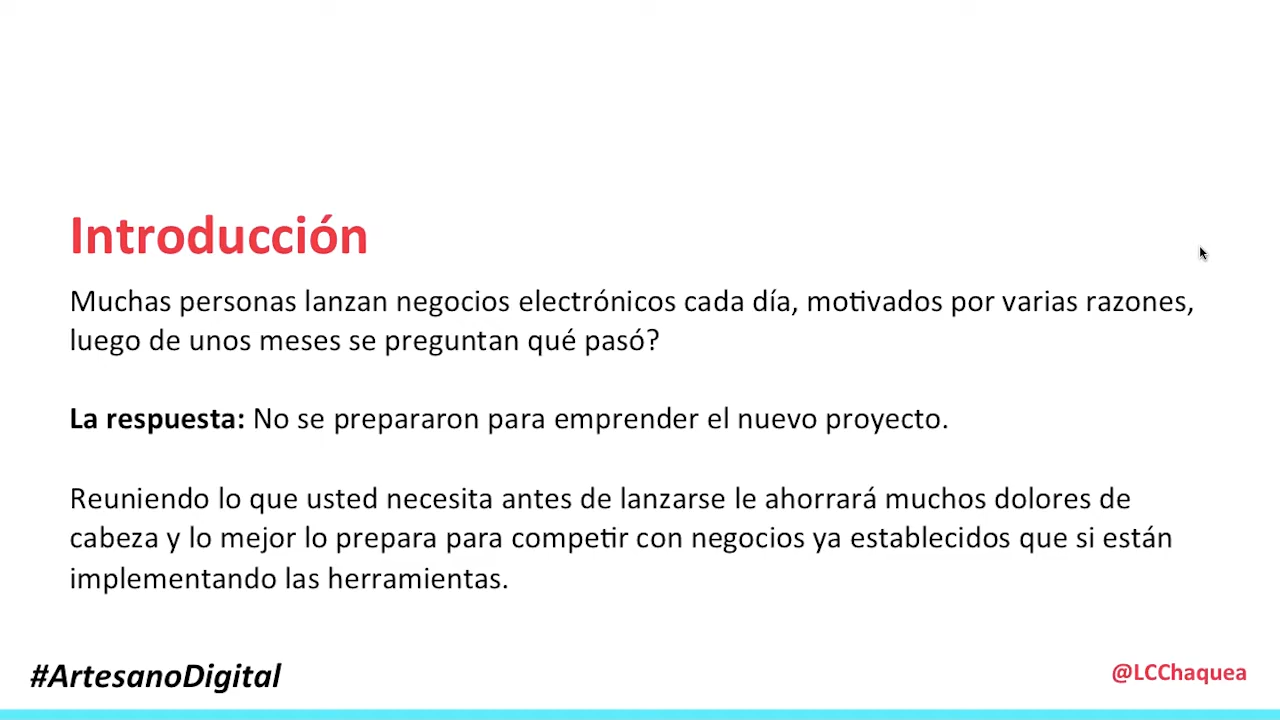 Introducción
Muchas personas lanzan negocios electrónicos cada día, motivados por varias razones,
luego de unos meses se preguntan qué pasó?
La respuesta: No se prepararon para emprender el nuevo proyecto.
Reuniendo lo que usted necesita antes de lanzarse le ahorrará muchos dolores de
cabeza y lo mejor lo prepara para competir con negocios ya establecidos que si están
implementando las herramientas.
#ArtesanoDigital
@LCChaquea